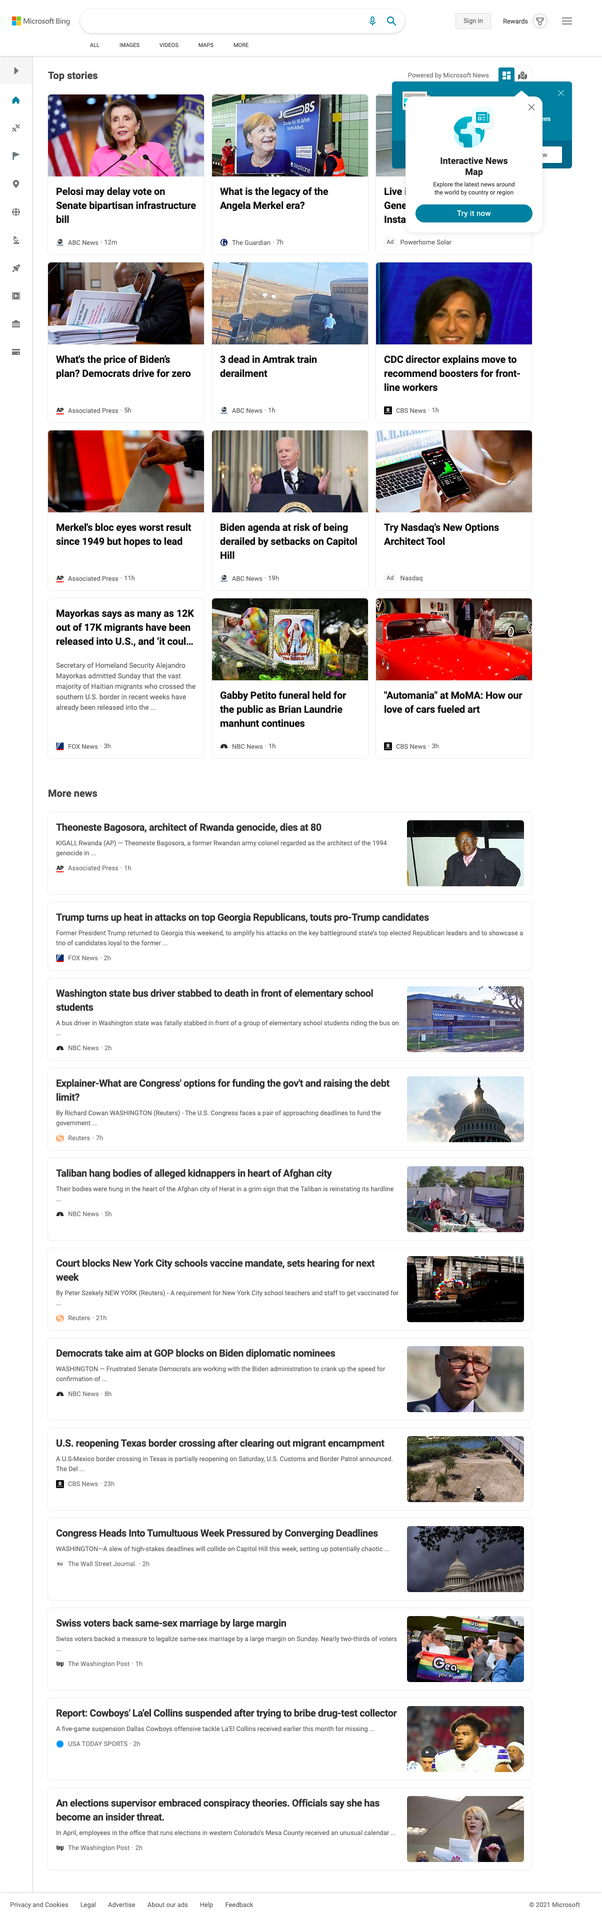 Microsoft Bing
Sign in
Rewards
ALL
IMAGES
VIDEOS
MAPS
MORE
Top stories
Powered by Microsoft News
Interactive News
Map
Explore the latest news around
the world by country or region
Try it now
Pelosi may delay vote on
Senate bipartisan infrastructure
bill
ABC News · 12m
What is the legacy of the
Angela Merkel era?
The Guardian · 7h
Live i
Gene
Insta
Ad Powerhome Solar
What's the price of Biden's
plan? Democrats drive for zero
AP Associated Press · 5h
3 dead in Amtrak train
derailment
ABC News · 1h
CDC director explains move to
recommend boosters for front-
line workers
CBS News · 1h
Merkel's bloc eyes worst result
since 1949 but hopes to lead
AP Associated Press · 11h
Biden agenda at risk of being
derailed by setbacks on Capitol
Hill
ABC News · 19h
Try Nasdaq's New Options
Architect Tool
Ad Nasdaq
Mayorkas says as many as 12K
out of 17K migrants have been
released into U.S., and 'it coul...
Secretary of Homeland Security Alejandro
Mayorkas admitted Sunday that the vast
majority of Haitian migrants who crossed the
southern U.S. border in recent weeks have
already been released into the ...
FOX News · 3h
Gabby Petito funeral held for
the public as Brian Laundrie
manhunt continues
NBC News · 1h
"Automania" at MoMA: How our
love of cars fueled art
CBS News · 3h
More news
Theoneste Bagosora, architect of Rwanda genocide, dies at 80
KIGALI, Rwanda (AP) — Theoneste Bagosora, a former Rwandan army colonel regarded as the architect of the 1994
genocide in ...
AP Associated Press · 1h
Trump turns up heat in attacks on top Georgia Republicans, touts pro-Trump candidates
Former President Trump returned to Georgia this weekend, to amplify his attacks on the key battleground state's top elected Republican leaders and to showcase a
trio of candidates loyal to the former ...
FOX News · 2h
Washington state bus driver stabbed to death in front of elementary school
students
A bus driver in Washington state was fatally stabbed in front of a group of elementary school students riding the bus on
...
NBC News · 2h
Explainer-What are Congress' options for funding the gov't and raising the debt
limit?
By Richard Cowan WASHINGTON (Reuters) - The U.S. Congress faces a pair of approaching deadlines to fund the
government ...
Reuters · 7h
Taliban hang bodies of alleged kidnappers in heart of Afghan city
Their bodies were hung in the heart of the Afghan city of Herat in a grim sign that the Taliban is reinstating its hardline
...
NBC News · 5h
Court blocks New York City schools vaccine mandate, sets hearing for next
week
By Peter Szekely NEW YORK (Reuters) - A requirement for New York City school teachers and staff to get vaccinated for
...
Reuters · 21h
Democrats take aim at GOP blocks on Biden diplomatic nominees
WASHINGTON — Frustrated Senate Democrats are working with the Biden administration to crank up the speed for
confirmation of ...
NBC News · 8h
U.S. reopening Texas border crossing after clearing out migrant encampment
A U.S-Mexico border crossing in Texas is partially reopening on Saturday, U.S. Customs and Border Patrol announced.
The Del ...
CBS News · 23h
Congress Heads Into Tumultuous Week Pressured by Converging Deadlines
WASHINGTON—A slew of high-stakes deadlines will collide on Capitol Hill this week, setting up potentially chaotic ...
The Wall Street Journal. · 2h
Swiss voters back same-sex marriage by large margin
Swiss voters backed a measure to legalize same-sex marriage by a large margin on Sunday. Nearly two-thirds of voters
...
The Washington Post · 1h
Report: Cowboys' La'el Collins suspended after trying to bribe drug-test collector
A five-game suspension Dallas Cowboys offensive tackle La'El Collins received earlier this month for missing ...
USA TODAY SPORTS · 2h
An elections supervisor embraced conspiracy theories. Officials say she has
become an insider threat.
In April, employees in the office that runs elections in western Colorado's Mesa County received an unusual calendar ...
The Washington Post · 2h
Privacy and Cookies
Legal
Advertise
About our ads
Help
Feedback
© 2021 Microsoft